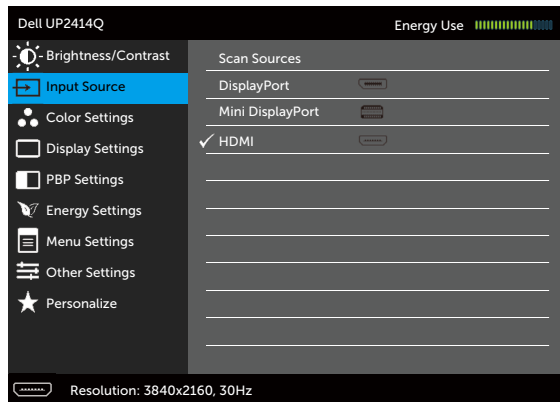 Dell UP2414Q
Energy Use
Brightness/Contrast
Input Source
Color Settings
Display Settings
PBP Settings
Energy Settings
Menu Settings
Other Settings
Personalize
Scan Sources
DisplayPort
Mini DisplayPort
HDMI
Resolution: 3840x2160, 30Hz